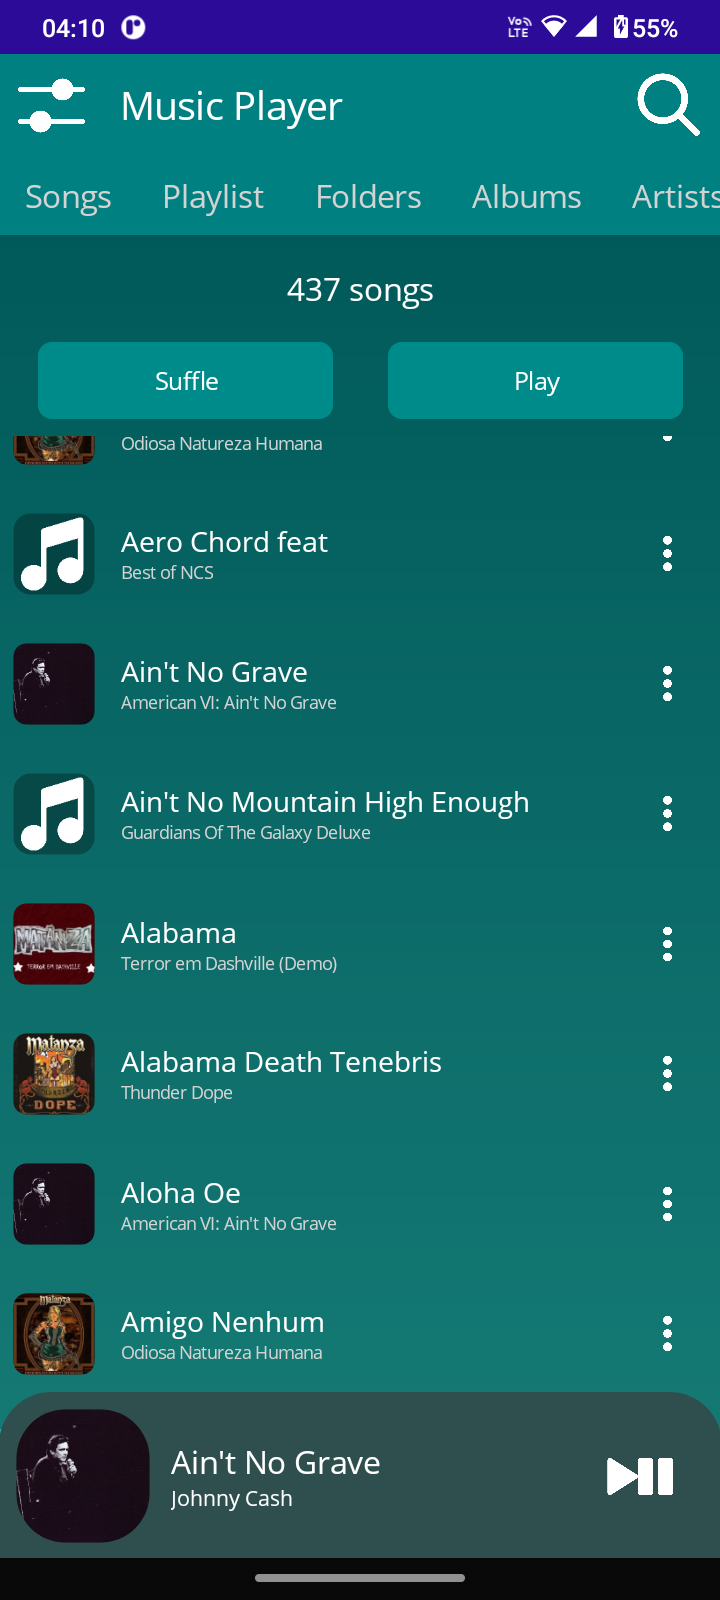 04:10
Vo)) LTE
55%
Music Player
Songs Playlist Folders Albums Artists
437 songs
Suffle Play
Odiosa Natureza Humana
Aero Chord feat
Best of NCS
Ain't No Grave
American VI: Ain't No Grave
Ain't No Mountain High Enough
Guardians Of The Galaxy Deluxe
MATANZA
TERROR EM DASHVILLE
Alabama
Terror em Dashville (Demo)
Matanza
THUNDER
DOPE
Alabama Death Tenebris
Thunder Dope
Aloha Oe
American VI: Ain't No Grave
Matanza
Amigo Nenhum
Odiosa Natureza Humana
Ain't No Grave
Johnny Cash